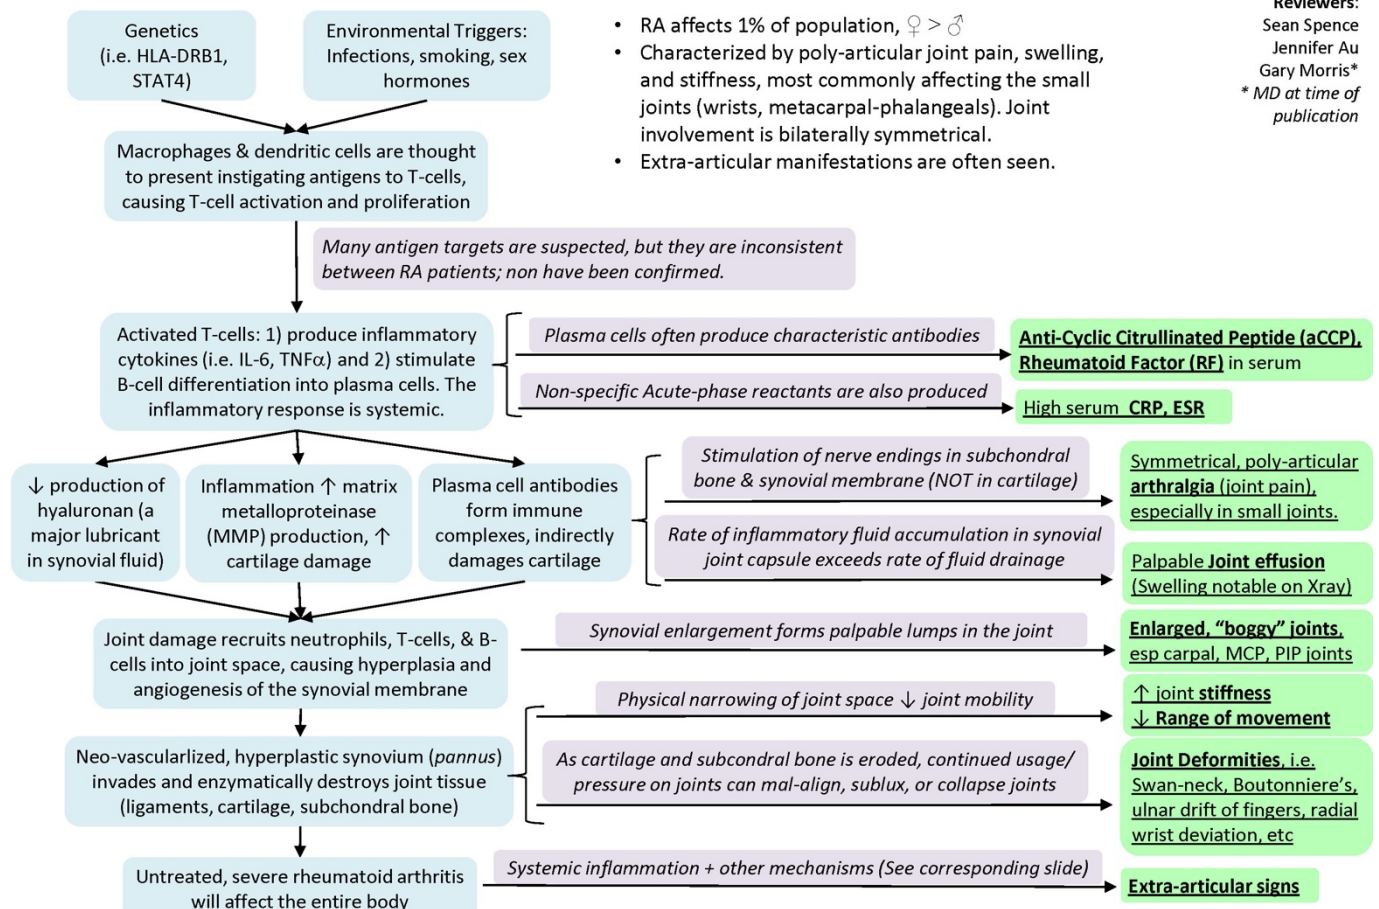 Genetics
(i.e. HLA-DRB1,
STAT4)
Environmental Triggers:
Infections, smoking, sex
hormones
• RA affects 1% of population, ♀ > ♂
• Characterized by poly-articular joint pain, swelling,
and stiffness, most commonly affecting the small
joints (wrists, metacarpal-phalangeals). Joint
involvement is bilaterally symmetrical.
• Extra-articular manifestations are often seen.
Reviewers:
Sean Spence
Jennifer Au
Gary Morris*
* MD at time of
publication
Macrophages & dendritic cells are thought
to present instigating antigens to T-cells,
causing T-cell activation and proliferation
Many antigen targets are suspected, but they are inconsistent
between RA patients; non have been confirmed.
Activated T-cells: 1) produce inflammatory
cytokines (i.e. IL-6, TNFα) and 2) stimulate
B-cell differentiation into plasma cells. The
inflammatory response is systemic.
Plasma cells often produce characteristic antibodies
Anti-Cyclic Citrullinated Peptide (aCCP),
Rheumatoid Factor (RF) in serum
Non-specific Acute-phase reactants are also produced
High serum CRP, ESR
↓ production of
hyaluronan (a
major lubricant
in synovial fluid)
Inflammation ↑ matrix
metalloproteinase
(MMP) production, ↑
cartilage damage
Plasma cell antibodies
form immune
complexes, indirectly
damages cartilage
Stimulation of nerve endings in subchondral
bone & synovial membrane (NOT in cartilage)
Symmetrical, poly-articular
arthralgia (joint pain),
especially in small joints.
Rate of inflammatory fluid accumulation in synovial
joint capsule exceeds rate of fluid drainage
Palpable Joint effusion
(Swelling notable on Xray)
Joint damage recruits neutrophils, T-cells, & B-
cells into joint space, causing hyperplasia and
angiogenesis of the synovial membrane
Synovial enlargement forms palpable lumps in the joint
Enlarged, “boggy” joints,
esp carpal, MCP, PIP joints
Physical narrowing of joint space ↓ joint mobility
↑ joint stiffness
↓ Range of movement
Neo-vascularized, hyperplastic synovium (pannus)
invades and enzymatically destroys joint tissue
(ligaments, cartilage, subchondral bone)
As cartilage and subcondral bone is eroded, continued usage/
pressure on joints can mal-align, sublux, or collapse joints
Joint Deformities, i.e.
Swan-neck, Boutonniere’s,
ulnar drift of fingers, radial
wrist deviation, etc
Untreated, severe rheumatoid arthritis
will affect the entire body
Systemic inflammation + other mechanisms (See corresponding slide)
Extra-articular signs